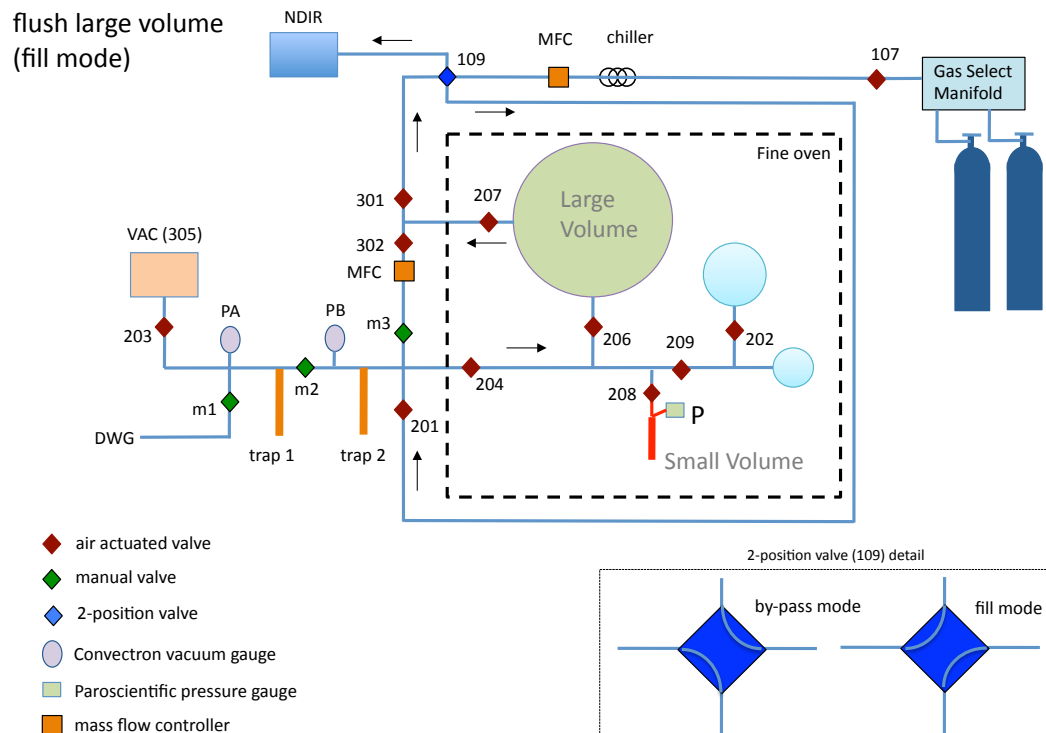 flush large volume
(fill mode)
NDIR
109
MFC
chiller
107
Gas Select
Manifold
Fine oven
301
207
Large
Volume
302
VAC (305)
MFC
PA
PB
m3
203
206
209
202
m2
204
m1
208
P
201
DWG
trap 1
trap 2
Small Volume
air actuated valve
manual valve
2-position valve
Convectron vacuum gauge
Paroscientific pressure gauge
mass flow controller
2-position valve (109) detail
by-pass mode
fill mode